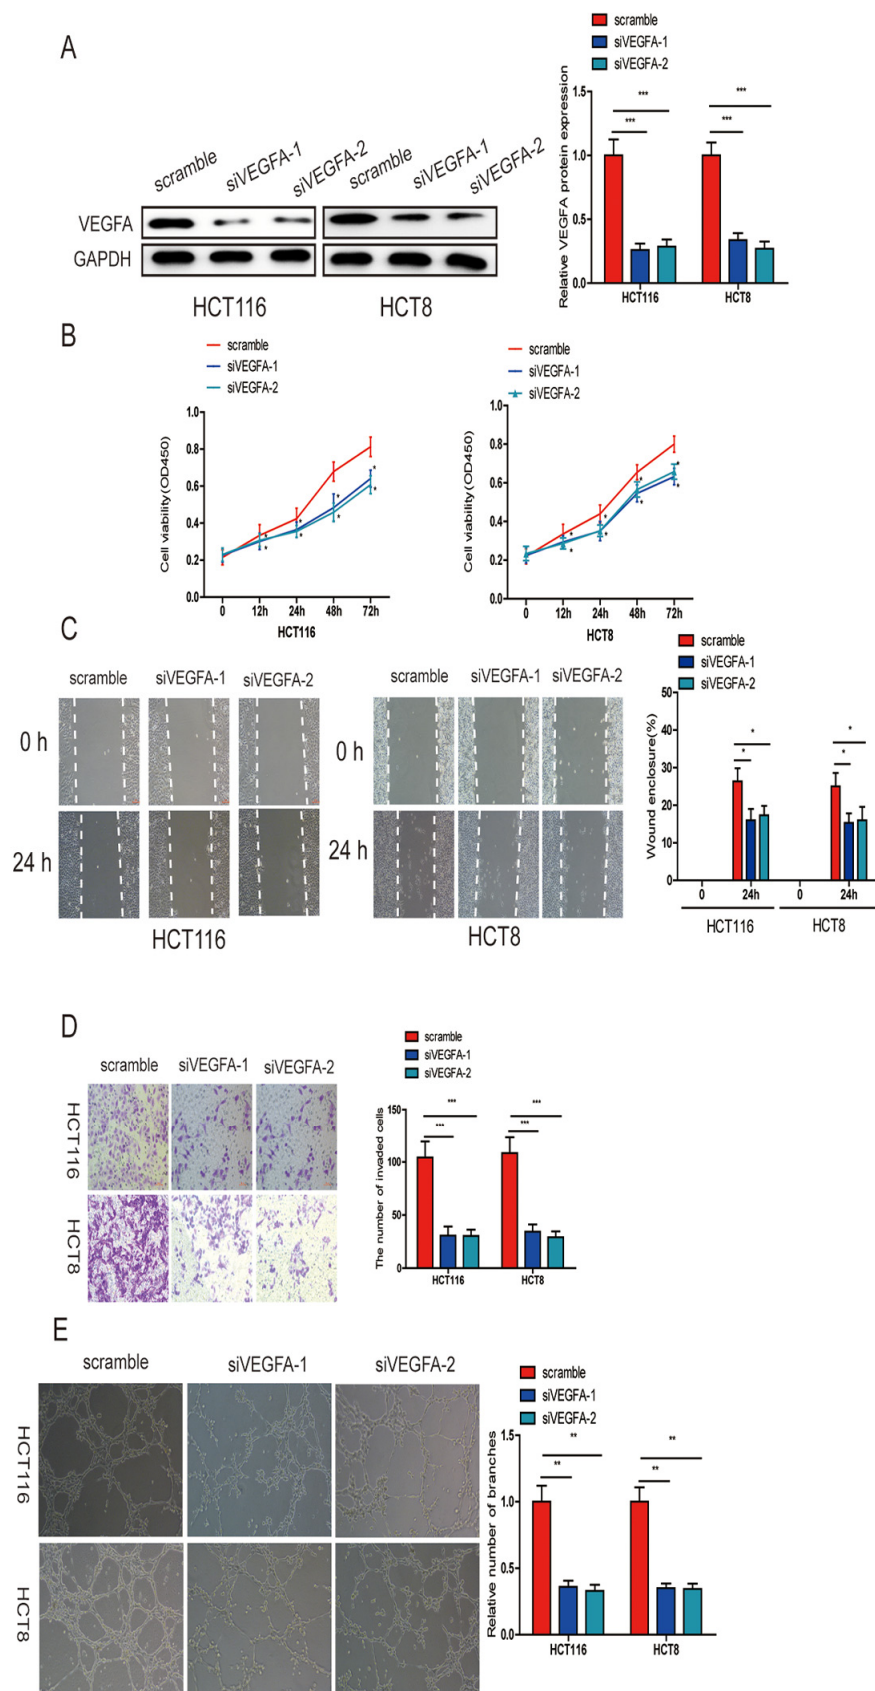 A
scramble
siVEGFA-1
siVEGFA-2
scramble siVEGFA-1 siVEGFA-2 scramble siVEGFA-1 siVEGFA-2
VEGFA
GAPDH
HCT116 HCT8
Relative VEGFA protein expression
1.5
1.0
0.5
0.0
*** *** *** ***
HCT116 HCT8
B
scramble
siVEGFA-1
siVEGFA-2
Cell viability(OD450)
1.0
0.8
0.6
0.4
0.2
0.0
0 12h 24h 48h 72h
HCT116
scramble
siVEGFA-1
siVEGFA-2
Cell viability(OD450)
1.0
0.8
0.6
0.4
0.2
0.0
0 12h 24h 48h 72h
HCT8
C
scramble siVEGFA-1 siVEGFA-2 scramble siVEGFA-1 siVEGFA-2
0 h 0 h
24 h 24 h
HCT116 HCT8
scramble
siVEGFA-1
siVEGFA-2
Wound enclosure(%)
50
40
30
20
10
0
* * * *
0 24h 0 24h
HCT116 HCT8
D
scramble siVEGFA-1 siVEGFA-2
HCT116
HCT8
scramble
siVEGFA-1
siVEGFA-2
The number of invaded cells
150
100
50
0
*** *** *** ***
HCT116 HCT8
E
scramble siVEGFA-1 siVEGFA-2
HCT116
HCT8
scramble
siVEGFA-1
siVEGFA-2
Relative number of branches
1.5
1.0
0.5
0.0
** ** ** **
HCT116 HCT8